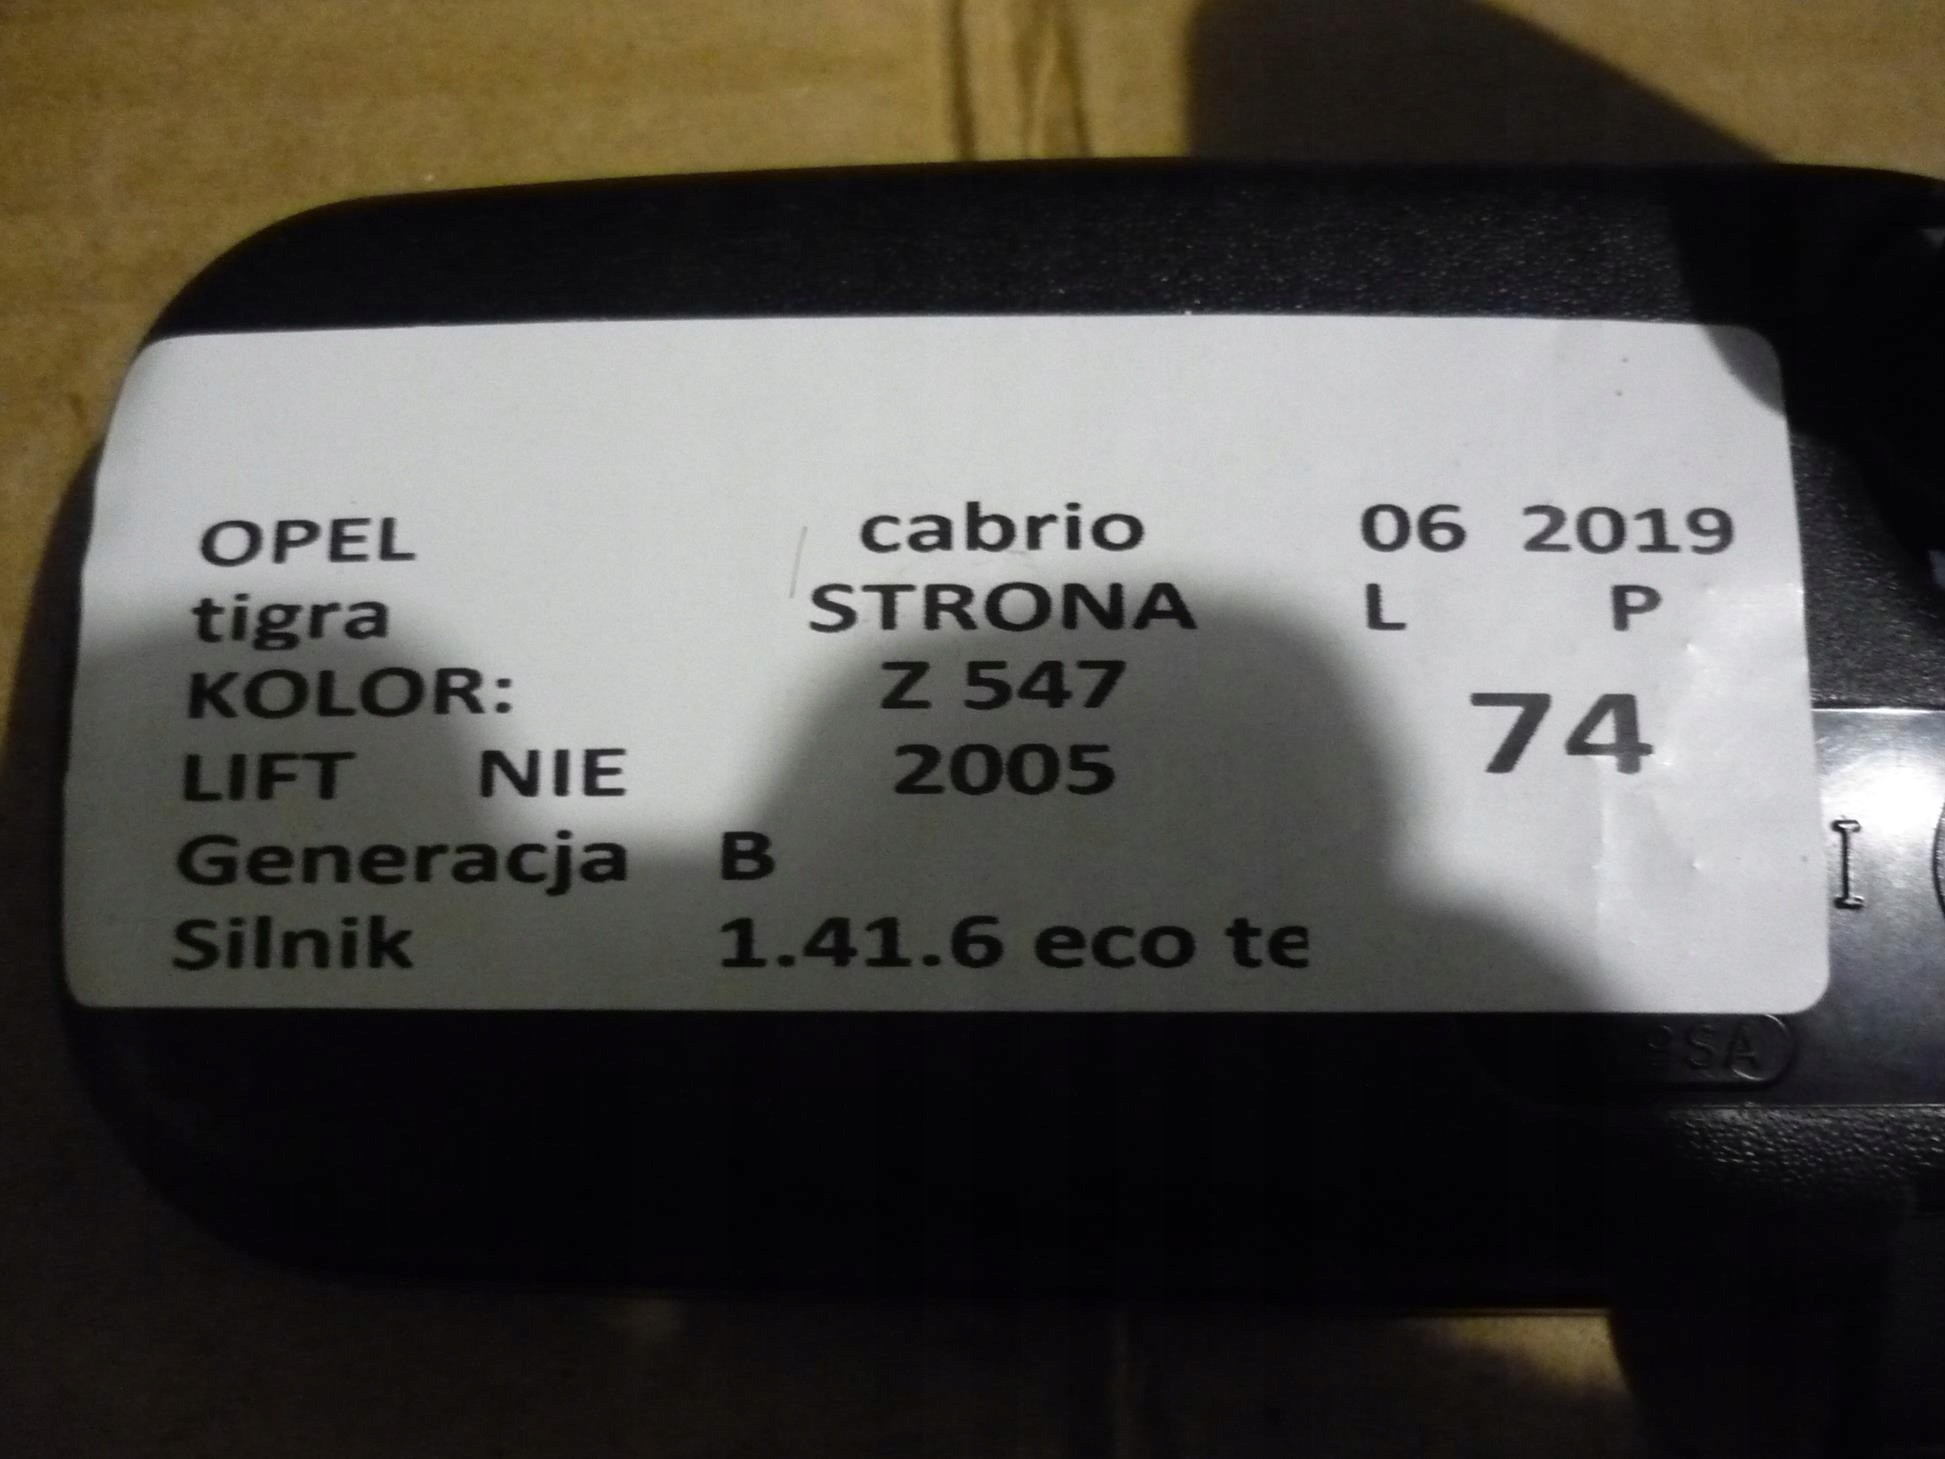 OPEL cabrio 06 2019
tigra STRONA L P
KOLOR: Z 547 74
LIFT NIE 2005
Generacja B
Silnik 1.41.6 eco te
I
PSA